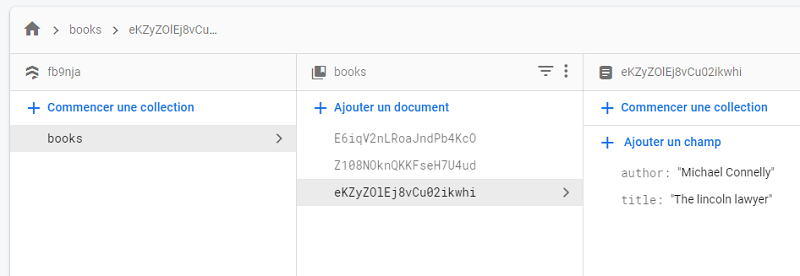 books eKZyZOlEj8vCu…
fb9nja
Commencer une collection
books
books
Ajouter un document
E6iqV2nLRoaJndPb4KcO
Z108NOknQKKFseH7U4ud
eKZyZOlEj8vCu02ikwhi
eKZyZOlEj8vCu02ikwhi
Commencer une collection
Ajouter un champ
author: "Michael Connelly"
title: "The lincoln lawyer"